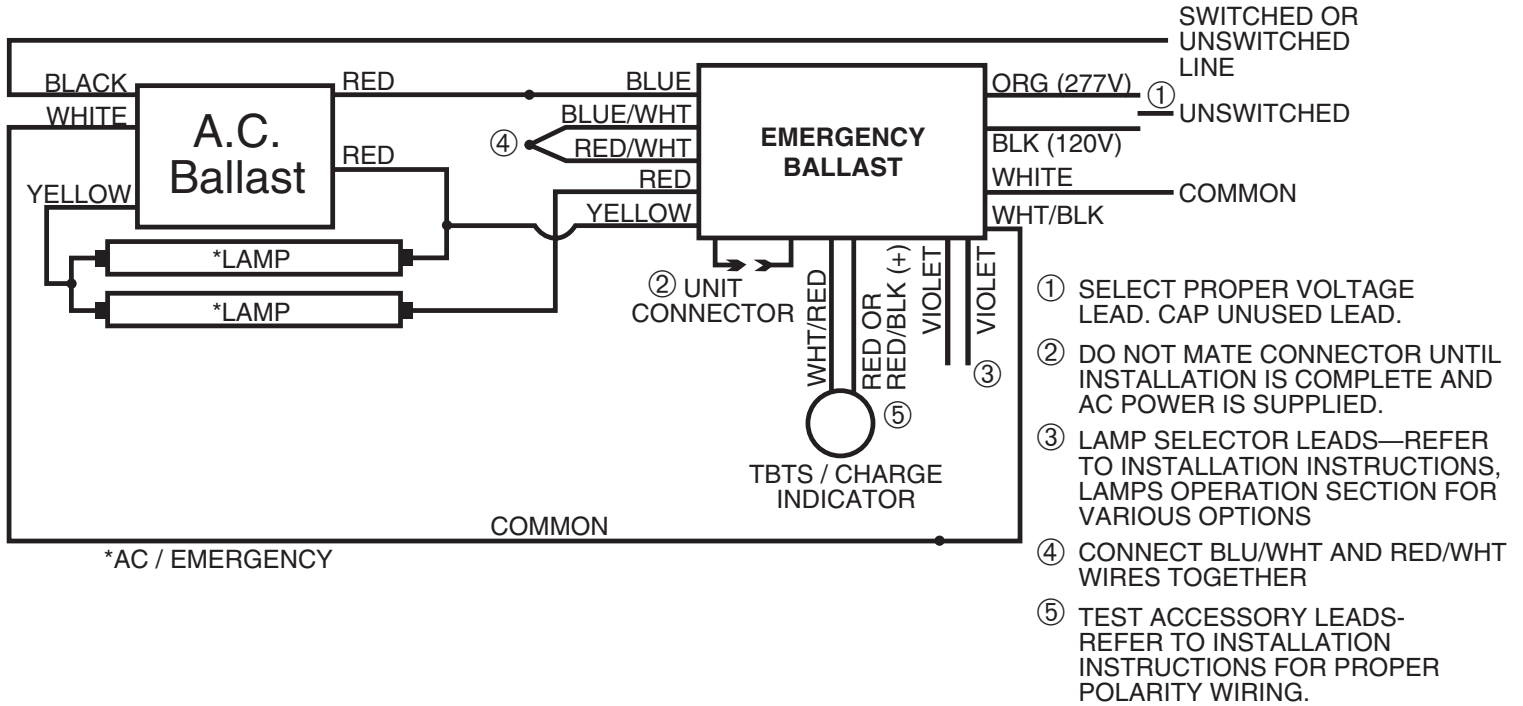 SWITCHED OR
UNSWITCHED
LINE
BLACK
WHITE
YELLOW
A.C.
Ballast
RED
RED
BLUE
BLUE/WHT
④
RED/WHT
RED
YELLOW
EMERGENCY
BALLAST
ORG (277V)
①
UNSWITCHED
BLK (120V)
WHITE
COMMON
WHT/BLK
*LAMP
*LAMP
② UNIT
CONNECTOR
WHT/RED
RED OR
RED/BLK (+)
VIOLET
VIOLET
③
⑤
TBTS / CHARGE
INDICATOR
COMMON
*AC / EMERGENCY
① SELECT PROPER VOLTAGE
LEAD. CAP UNUSED LEAD.
② DO NOT MATE CONNECTOR UNTIL
INSTALLATION IS COMPLETE AND
AC POWER IS SUPPLIED.
③ LAMP SELECTOR LEADS—REFER
TO INSTALLATION INSTRUCTIONS,
LAMPS OPERATION SECTION FOR
VARIOUS OPTIONS
④ CONNECT BLU/WHT AND RED/WHT
WIRES TOGETHER
⑤ TEST ACCESSORY LEADS-
REFER TO INSTALLATION
INSTRUCTIONS FOR PROPER
POLARITY WIRING.